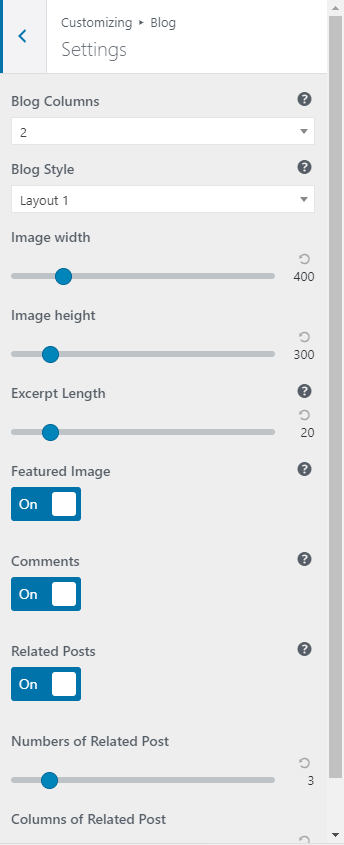 Customizing ▸ Blog
Settings
Blog Columns
2
Blog Style
Layout 1
Image width
400
Image height
300
Excerpt Length
20
Featured Image
On
Comments
On
Related Posts
On
Numbers of Related Post
3
Columns of Related Post